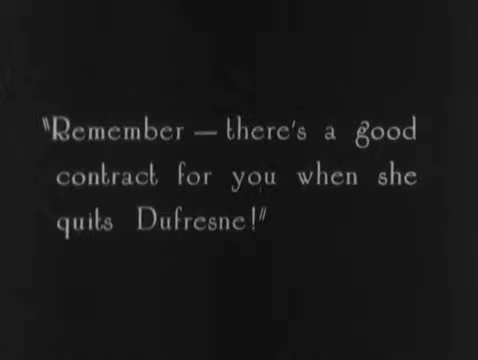 "Remember — there's a good
contract for you when she
quits Dufresne!"